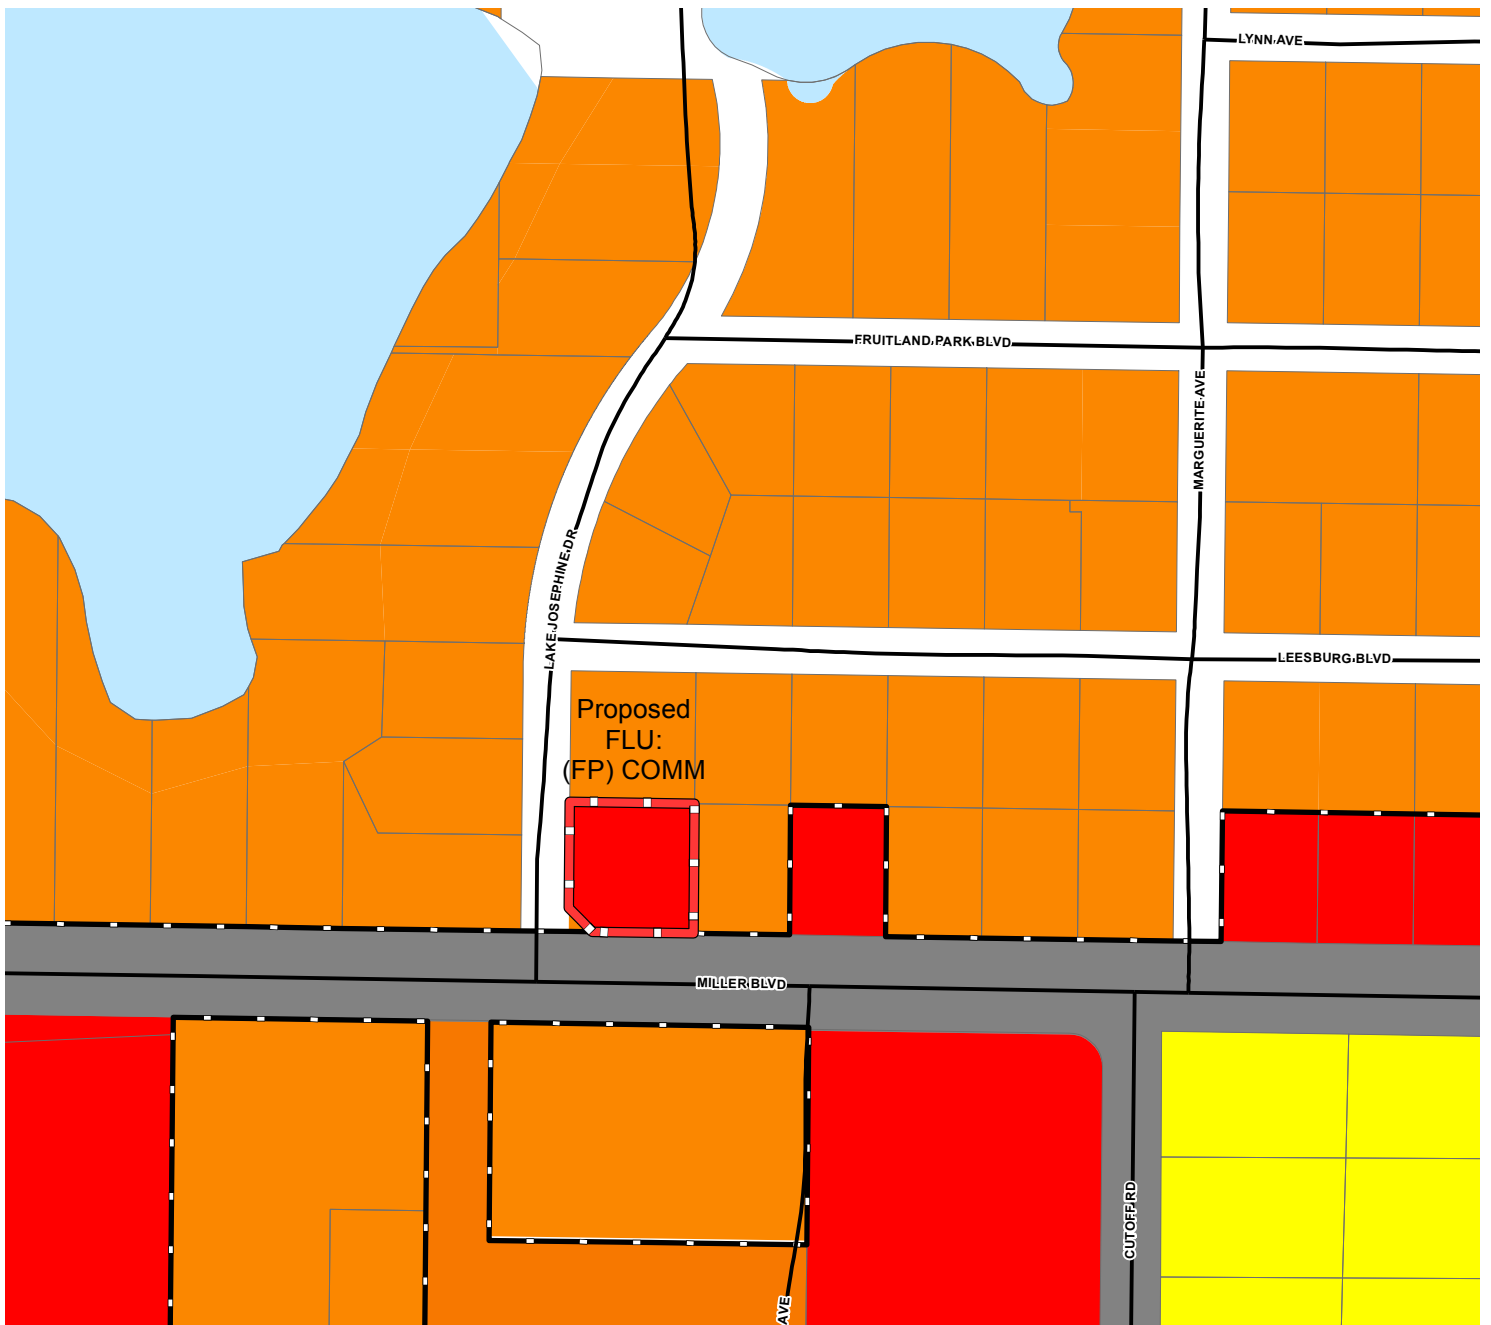 LYNN AVE
FRUITLAND PARK BLVD
MARGUERITE AVE
LAKE JOSEPHINE DR
LEESBURG BLVD
Proposed
FLU:
(FP) COMM
MILLER BLVD
CUTOFF RD
AVE